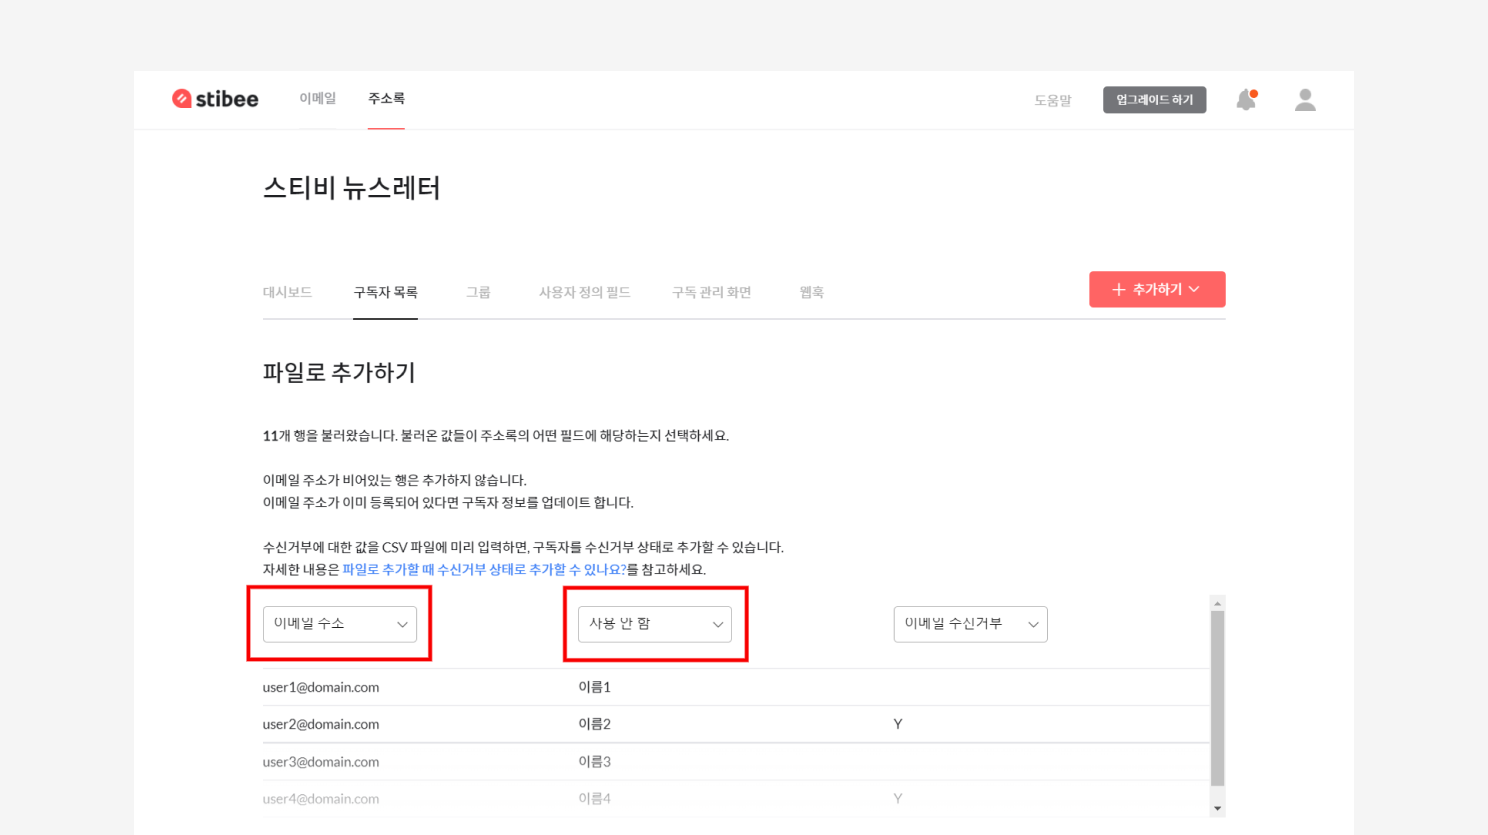 stibee
이메일
주소록
도움말
업그레이드 하기
스티비 뉴스레터
대시보드
구독자 목록
그룹
사용자 정의 필드
구독 관리 화면
웹훅
+ 추가하기
파일로 추가하기
11개 행을 불러왔습니다. 불러온 값들이 주소록의 어떤 필드에 해당하는지 선택하세요.
이메일 주소가 비어있는 행은 추가하지 않습니다.
이메일 주소가 이미 등록되어 있다면 구독자 정보를 업데이트 합니다.
수신거부에 대한 값을 CSV 파일에 미리 입력하면, 구독자를 수신거부 상태로 추가할 수 있습니다.
자세한 내용은 파일로 추가할 때 수신거부 상태로 추가할 수 있나요?를 참고하세요.
이메일 주소
사용 안 함
이메일 수신거부
user1@domain.com 이름1
user2@domain.com 이름2 Y
user3@domain.com 이름3
user4@domain.com 이름4 Y